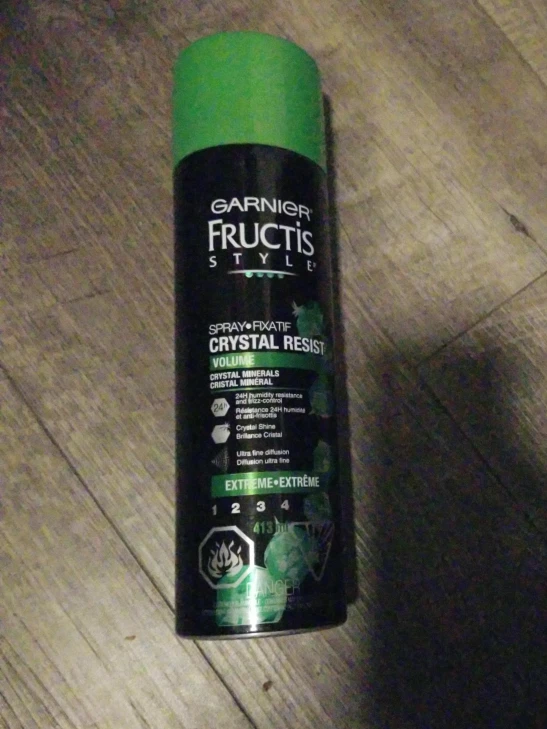 GARNIER
FRUCTIS
STYLE
SPRAY•FIXATIF
CRYSTAL RESIST
VOLUME
CRYSTAL MINERALS
CRISTAL MINÉRAL
24H
24H humidity resistance
and frizz-control
Résistance 24H humidité
et anti-frisottis
Crystal Shine
Brillance Cristal
Ultra fine diffusion
Diffusion ultra fine
EXTREME•EXTRÊME
1 2 3 4
413 ml
DANGER